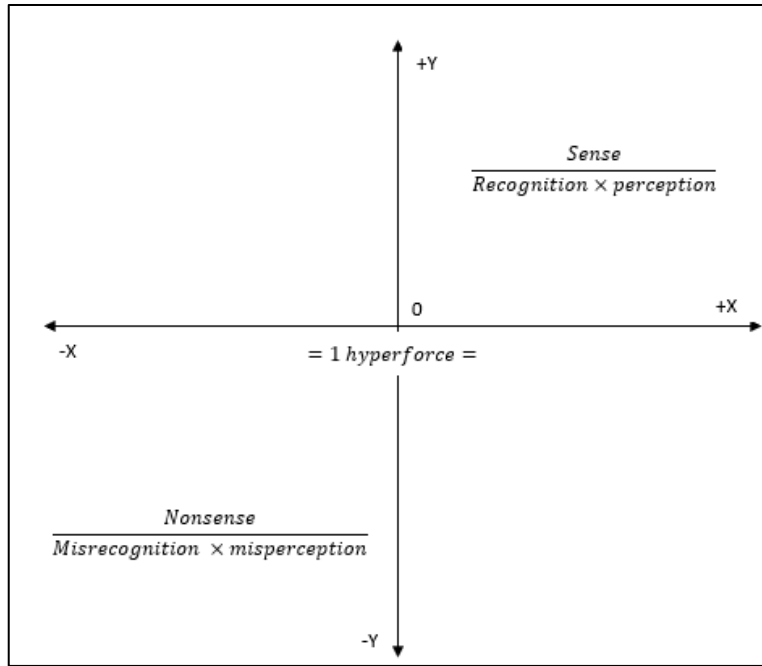 +Y
Sense
Recognition × perception
0
+X
-X
= 1 hyperforce =
Nonsense
Misrecognition × misperception
-Y